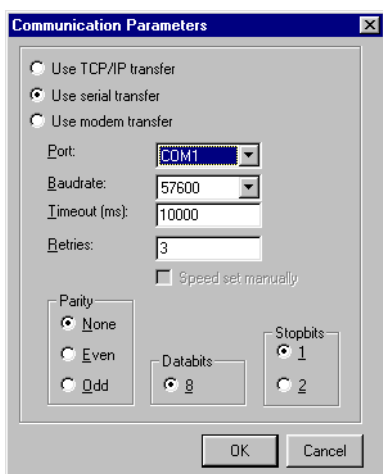 Communication Parameters
Use TCP/IP transfer
Use serial transfer
Use modem transfer
Port: COM1
Baudrate: 57600
Timeout (ms): 10000
Retries: 3
Speed set manually
Parity
None
Even
Odd
Databits
8
Stopbits
1
2
OK Cancel